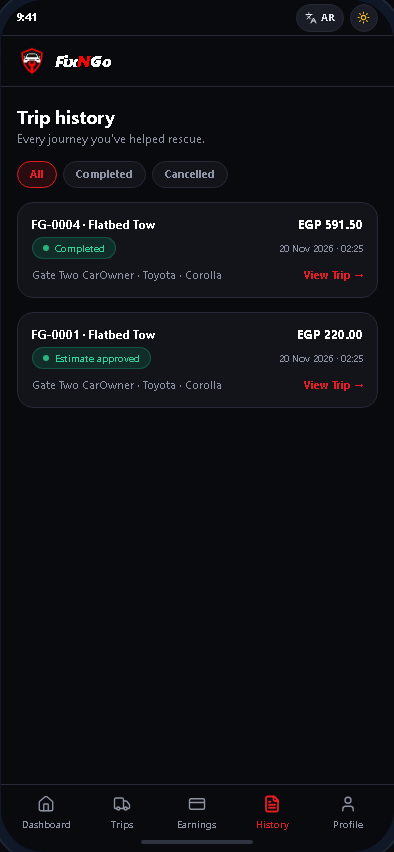 9:41
AR
FixNGo
Trip history
Every journey you've helped rescue.
All
Completed
Cancelled
FG-0004 · Flatbed Tow
EGP 591.50
Completed
20 Nov 2026 · 02:25
Gate Two CarOwner · Toyota · Corolla
View Trip →
FG-0001 · Flatbed Tow
EGP 220.00
Estimate approved
20 Nov 2026 · 02:25
Gate Two CarOwner · Toyota · Corolla
View Trip →
Dashboard
Trips
Earnings
History
Profile